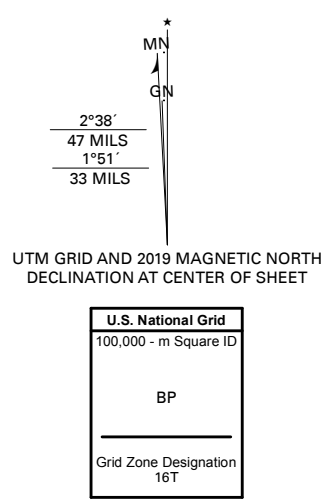 ★
MN
GN
2°38´
47 MILS
1°51´
33 MILS
UTM GRID AND 2019 MAGNETIC NORTH
DECLINATION AT CENTER OF SHEET
U.S. National Grid
100,000 - m Square ID
BP
Grid Zone Designation
16T